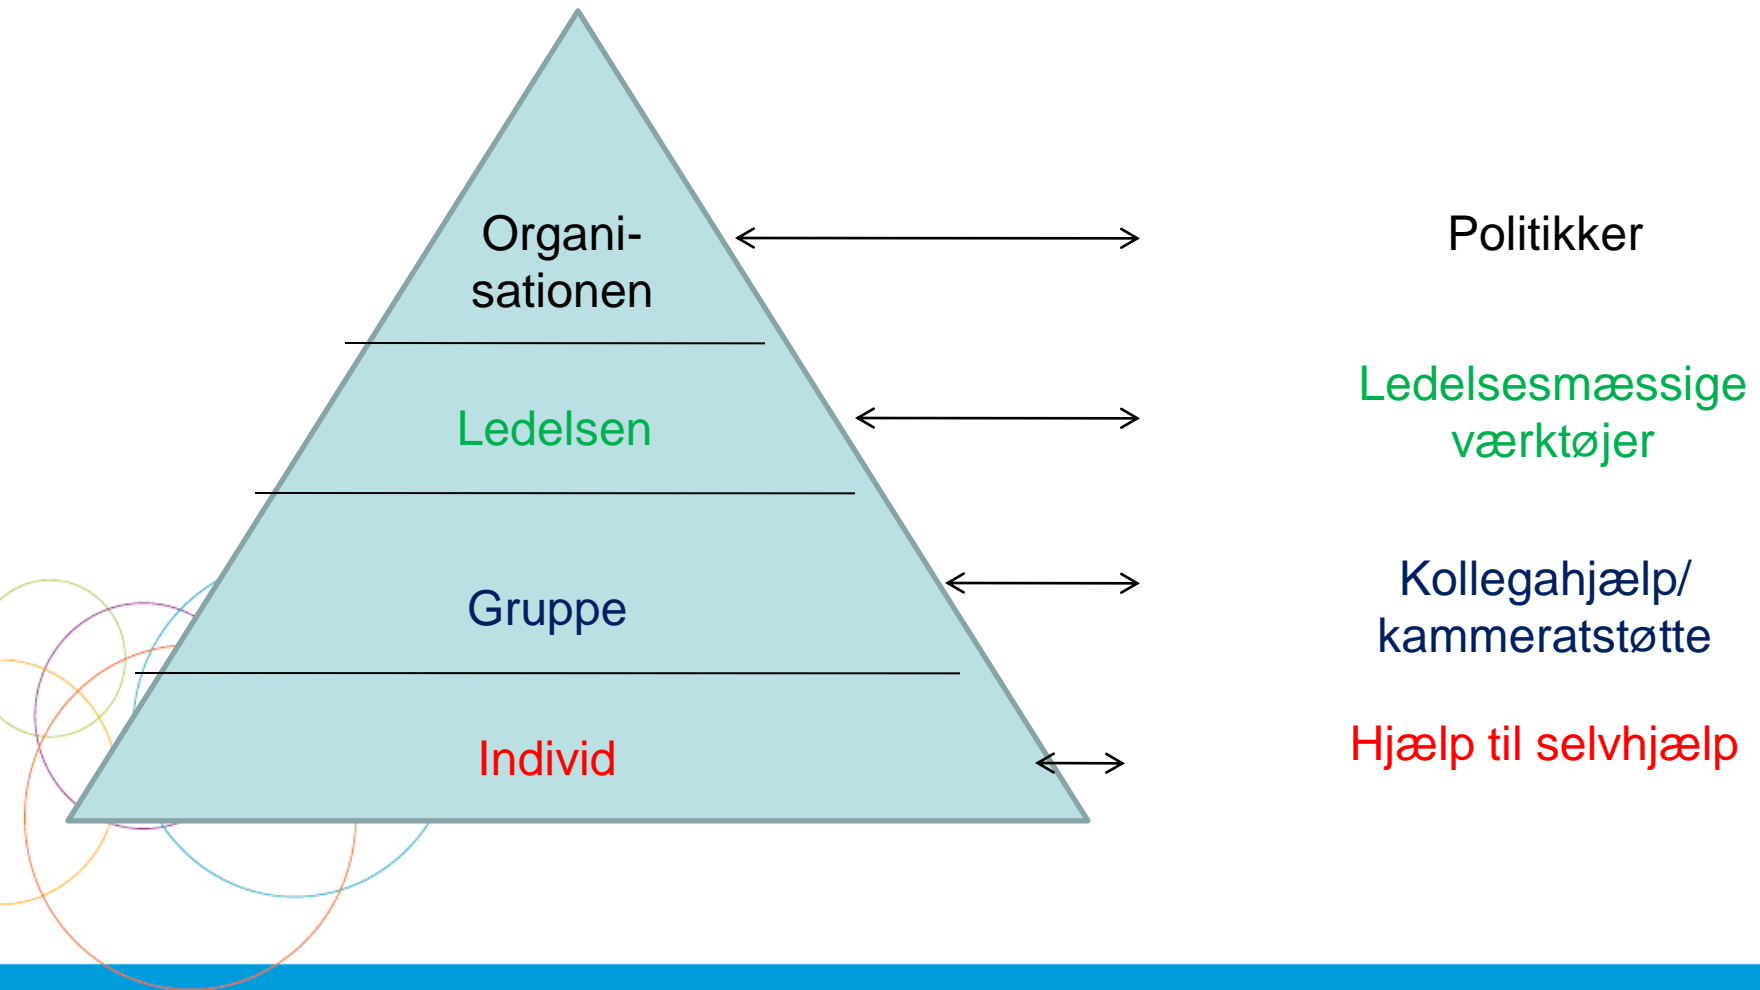 Organi-
sationen
Politikker
Ledelsen
Ledelsesmæssige
værktøjer
Gruppe
Kollegahjælp/
kammeratstøtte
Individ
Hjælp til selvhjælp